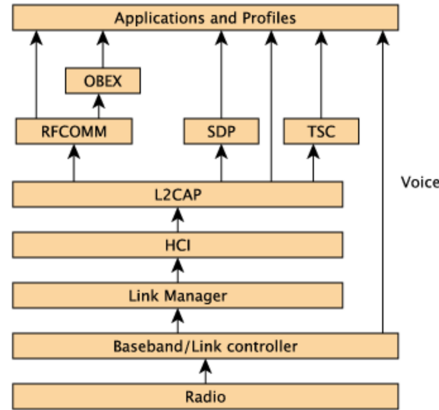 Applications and Profiles
OBEX
RFCOMM
SDP
TSC
Voice
L2CAP
HCI
Link Manager
Baseband/Link controller
Radio